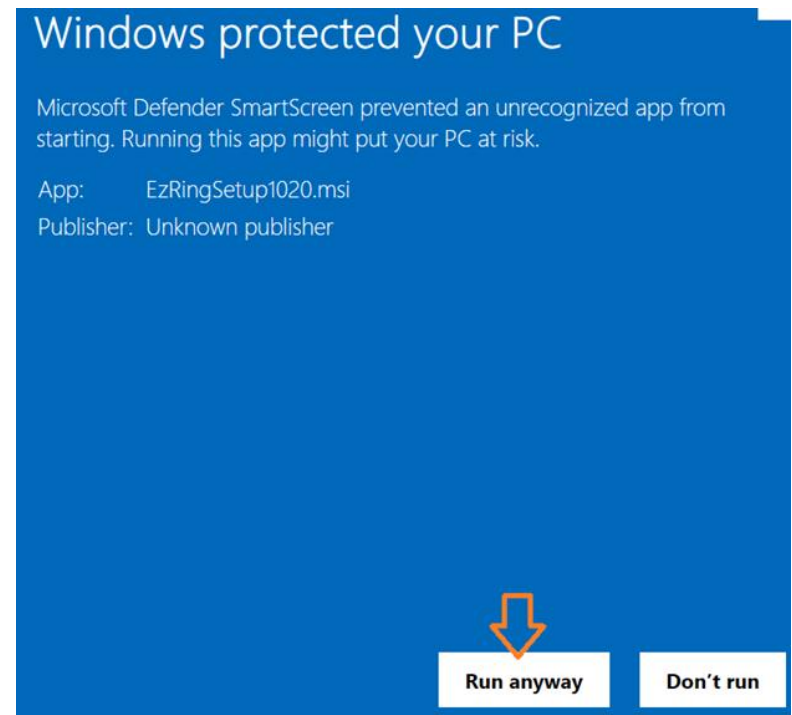 Windows protected your PC
Microsoft Defender SmartScreen prevented an unrecognized app from
starting. Running this app might put your PC at risk.
App: EzRingSetup1020.msi
Publisher: Unknown publisher
Run anyway Don't run